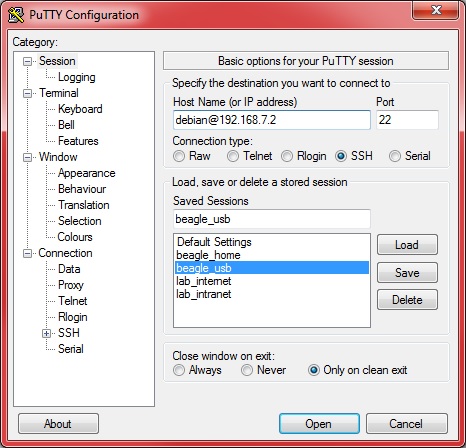 PuTTY Configuration
Category:
Session
Logging
Terminal
Keyboard
Bell
Features
Window
Appearance
Behaviour
Translation
Selection
Colours
Connection
Data
Proxy
Telnet
Rlogin
SSH
Serial
Basic options for your PuTTY session
Specify the destination you want to connect to
Host Name (or IP address) Port
debian@192.168.7.2 22
Connection type:
Raw Telnet Rlogin SSH Serial
Load, save or delete a stored session
Saved Sessions
beagle_usb
Default Settings
beagle_home
beagle_usb
lab_internet
lab_intranet
Load
Save
Delete
Close window on exit:
Always Never Only on clean exit
About Open Cancel